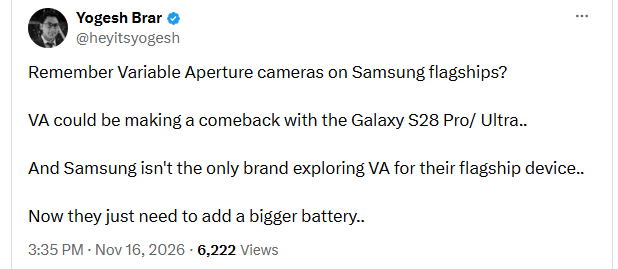 Yogesh Brar
@heyitsyogesh
Remember Variable Aperture cameras on Samsung flagships?
VA could be making a comeback with the Galaxy S28 Pro/ Ultra..
And Samsung isn't the only brand exploring VA for their flagship device..
Now they just need to add a bigger battery..
3:35 PM · Nov 16, 2026 · 6,222 Views